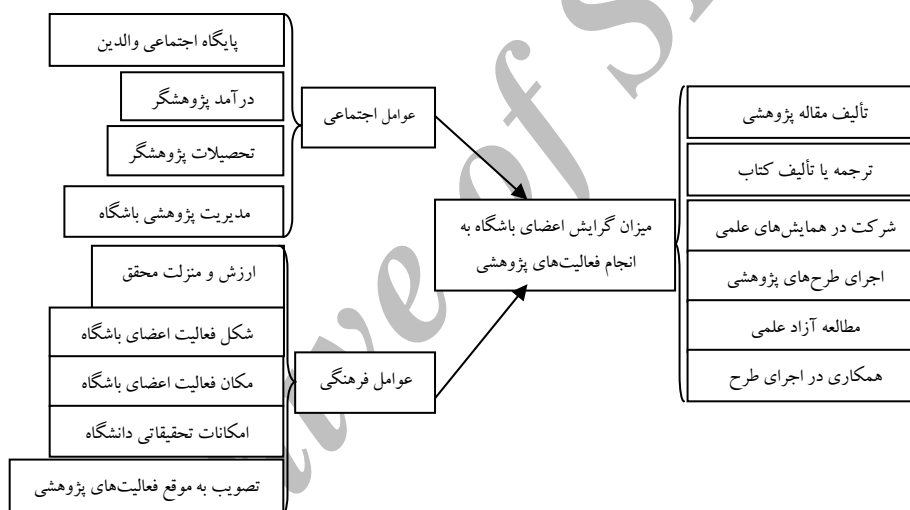 پایگاه اجتماعی والدین
درآمد پژوهشگر
تحصیلات پژوهشگر
مدیریت پژوهشی باشگاه
عوامل اجتماعی
ارزش و منزلت محقق
شکل فعالیت اعضای باشگاه
مکان فعالیت اعضای باشگاه
امکانات تحقیقاتی دانشگاه
تصویب به موقع فعالیت‌های پژوهشی
عوامل فرهنگی
میزان گرایش اعضای باشگاه به
انجام فعالیت‌های پژوهشی
تألیف مقاله پژوهشی
ترجمه یا تألیف کتاب
شرکت در همایش‌های علمی
اجرای طرح‌های پژوهشی
مطالعه آزاد علمی
همکاری در اجرای طرح
ive of S